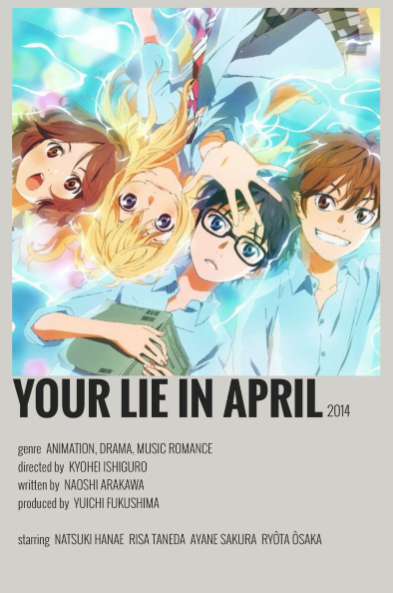 YOUR LIE IN APRIL 2014
genre ANIMATION, DRAMA, MUSIC ROMANCE
directed by KYOHEI ISHIGURO
written by NAOSHI ARAKAWA
produced by YUICHI FUKUSHIMA
starring NATSUKI HANAE RISA TANEDA AYANE SAKURA RYŌTA ŌSAKA